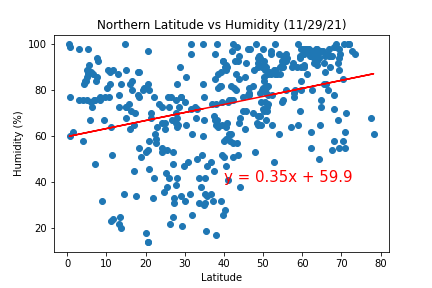 Northern Latitude vs Humidity (11/29/21)
100
80
60
40
20
Humidity (%)
y = 0.35x + 59.9
0 10 20 30 40 50 60 70 80
Latitude